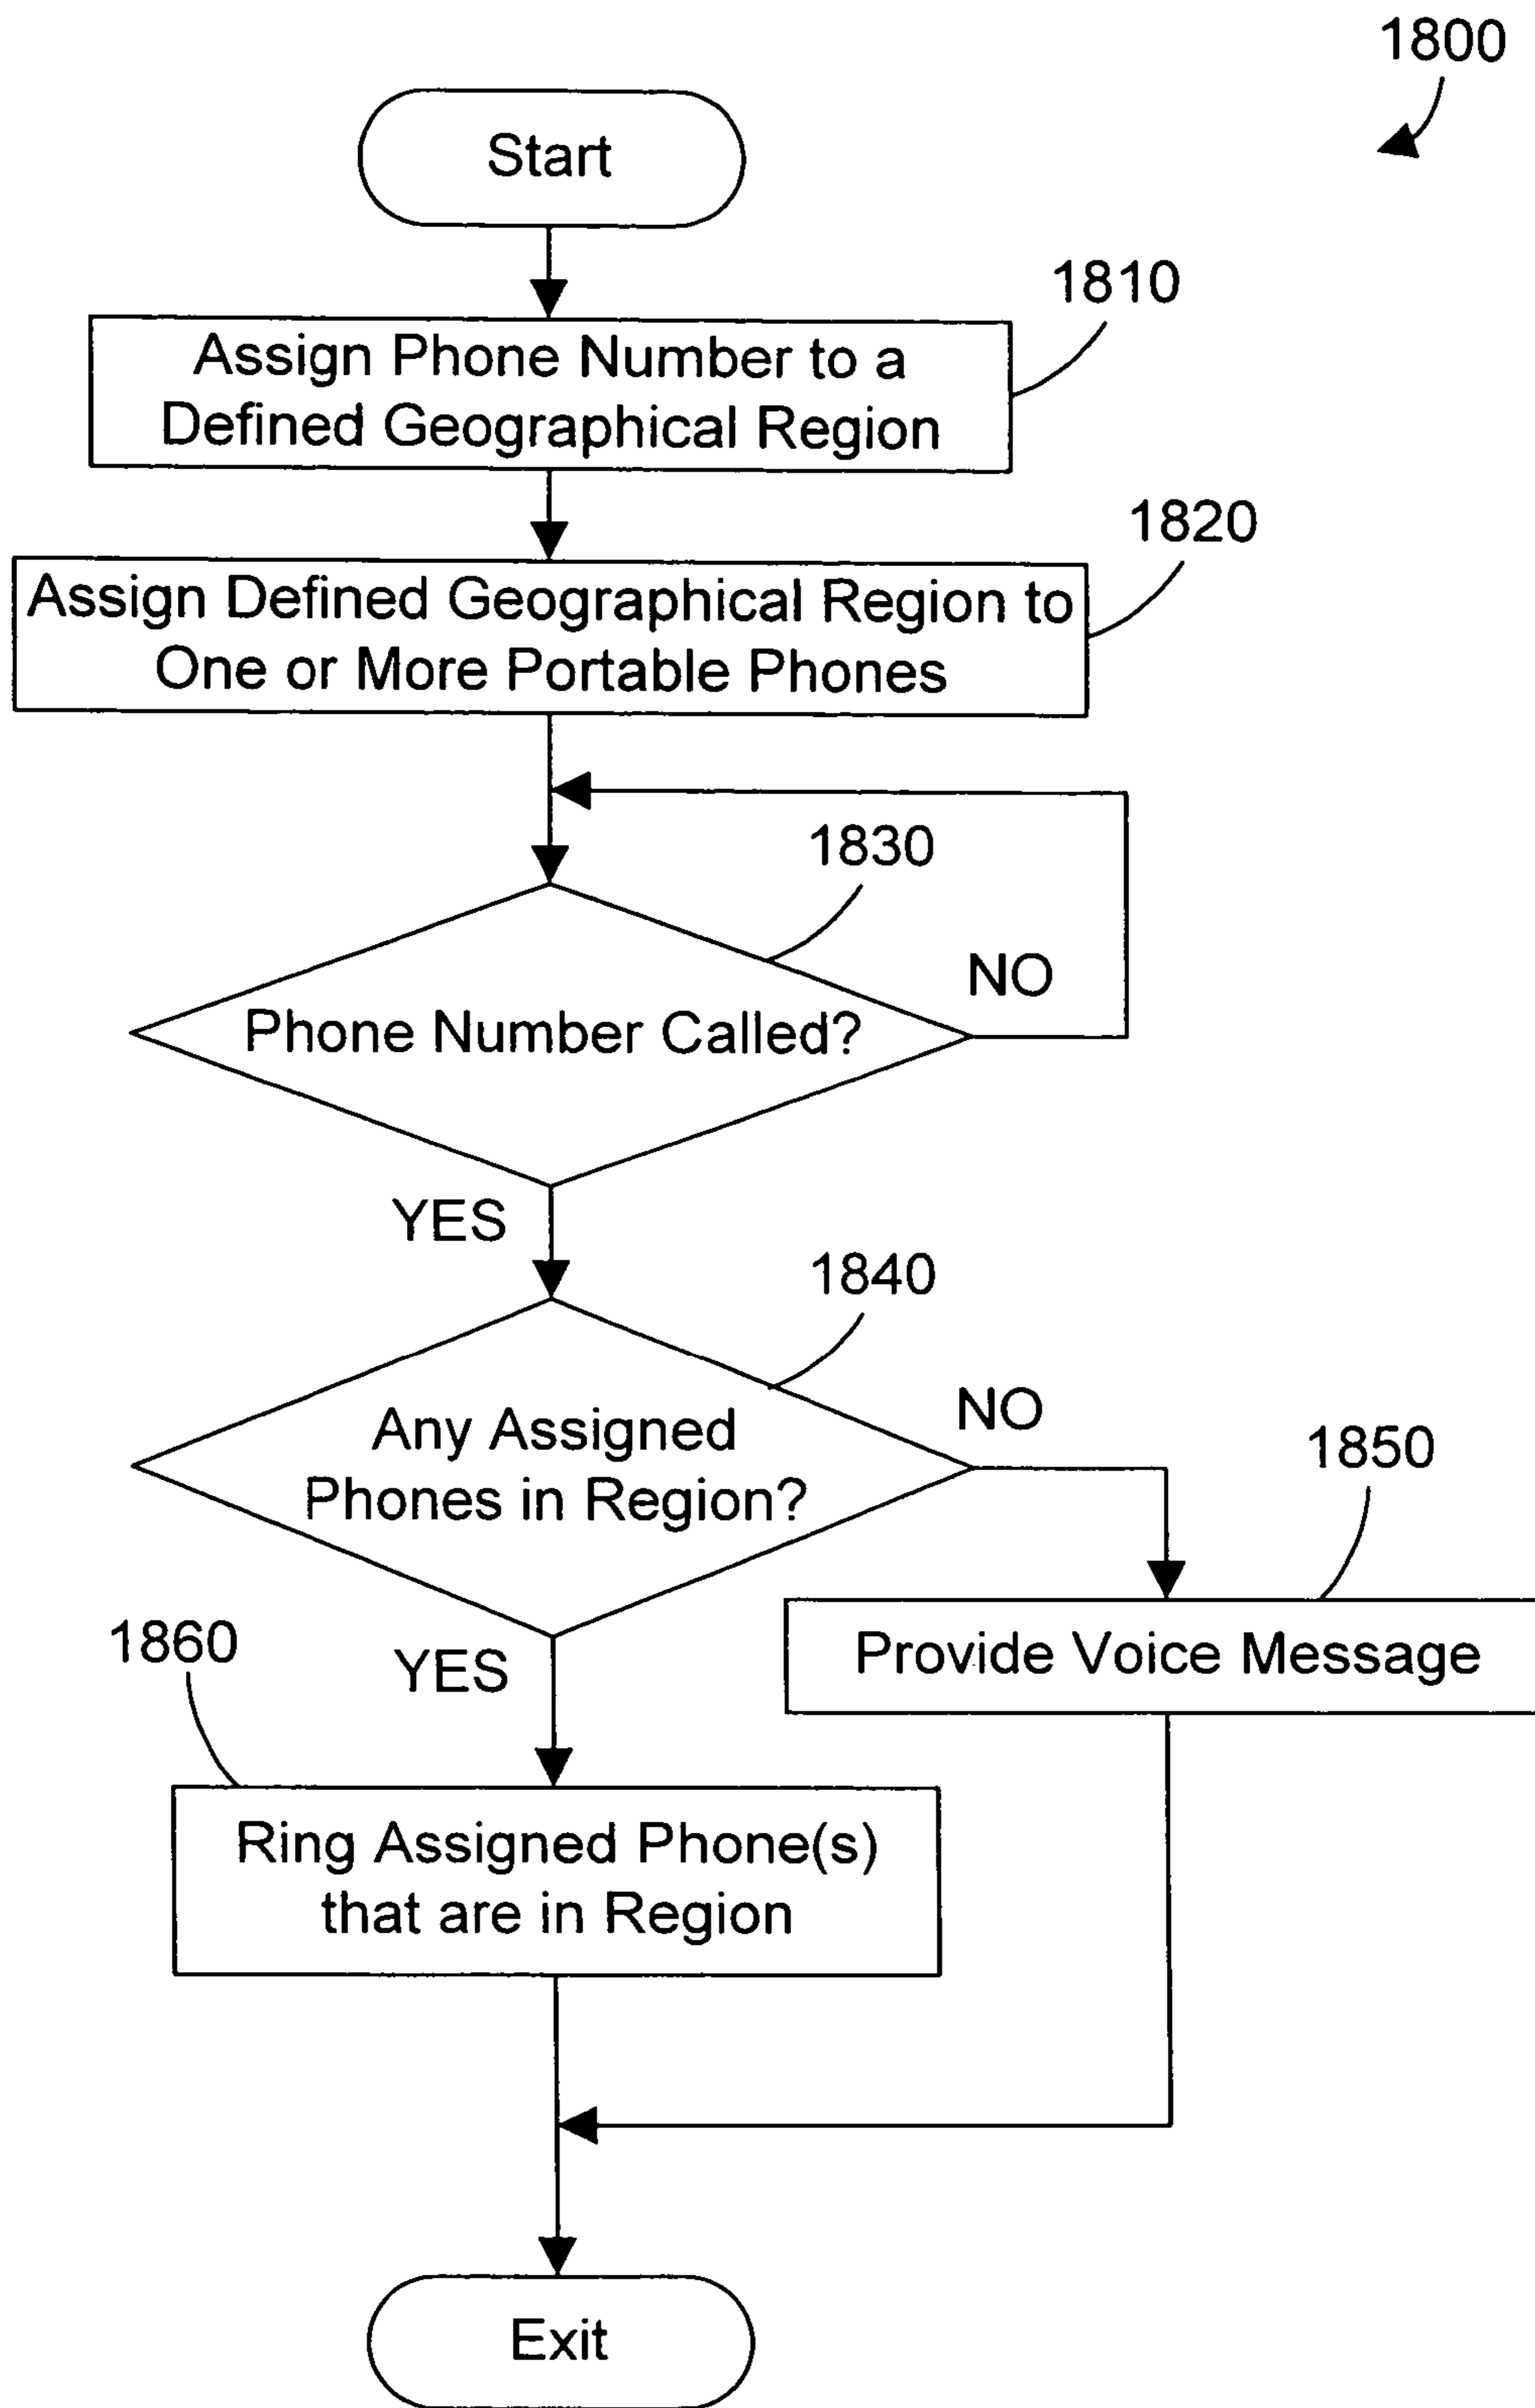 1800
Start
1810
Assign Phone Number to a
Defined Geographical Region
1820
Assign Defined Geographical Region to
One or More Portable Phones
1830
NO
Phone Number Called?
YES
1840
NO
Any Assigned
Phones in Region?
1850
Provide Voice Message
1860
YES
Ring Assigned Phone(s)
that are in Region
Exit